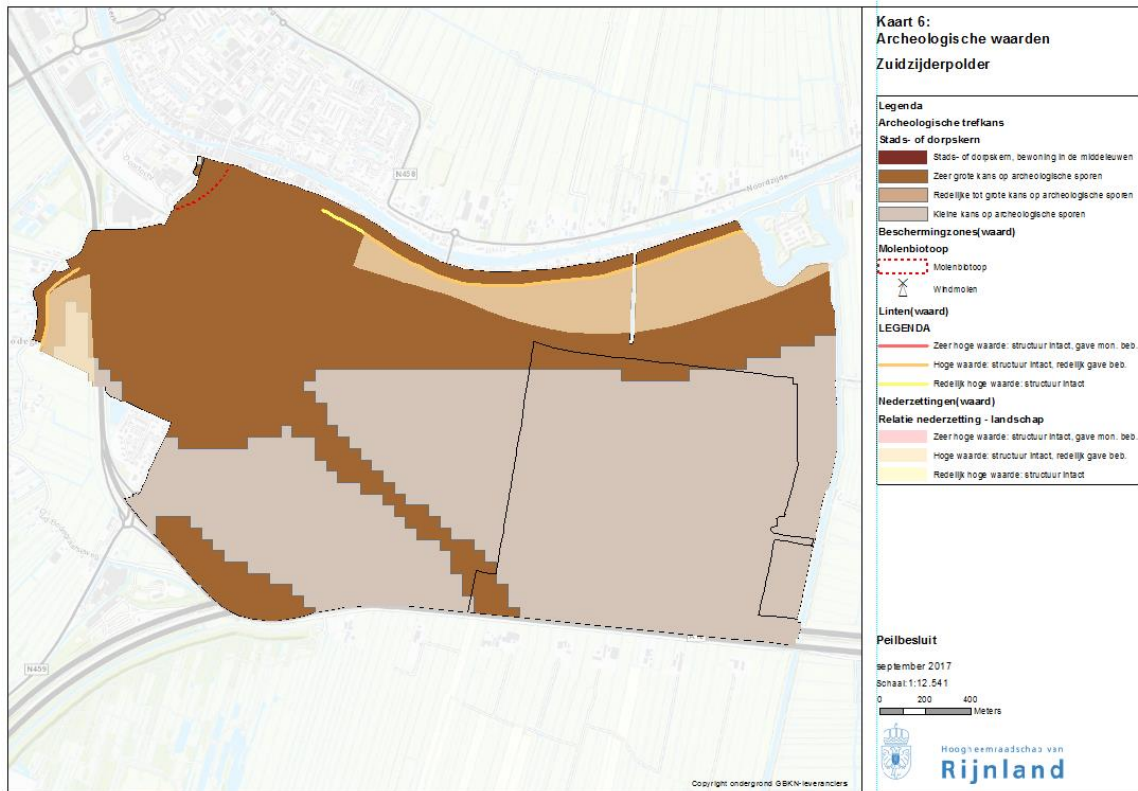 Kaart 6:
Archeologische waarden
Zuidzijderpolder
Legenda
Archeologische trefkans
Stads- of dorpskern
Stads- of dorpskern, bewoning in de middeleuwen
Zeer grote kans op archeologische sporen
Redelijke tot grote kans op archeologische sporen
Kleine kans op archeologische sporen
Beschermingzones(waard)
Molenbiotoop
Molenbiotoop
Windmolen
Linten(waard)
LEGENDA
Zeer hoge waarde: structuur intact, gave mon. beb.
Hoge waarde: structuur intact, redelijk gave beb.
Redelijk hoge waarde: structuur intact
Nederzettingen(waard)
Relatie nederzetting - landschap
Zeer hoge waarde: structuur intact, gave mon. beb.
Hoge waarde: structuur intact, redelijk gave beb.
Redelijk hoge waarde: structuur intact
Peilbesluit
september 2017
Schaal:1:12.541
0 200 400
Meters
Hoogheemraadschap van
Rijnland
N458
Noordzijde
N459
Copyright ondergrond GBKN-leveranciers